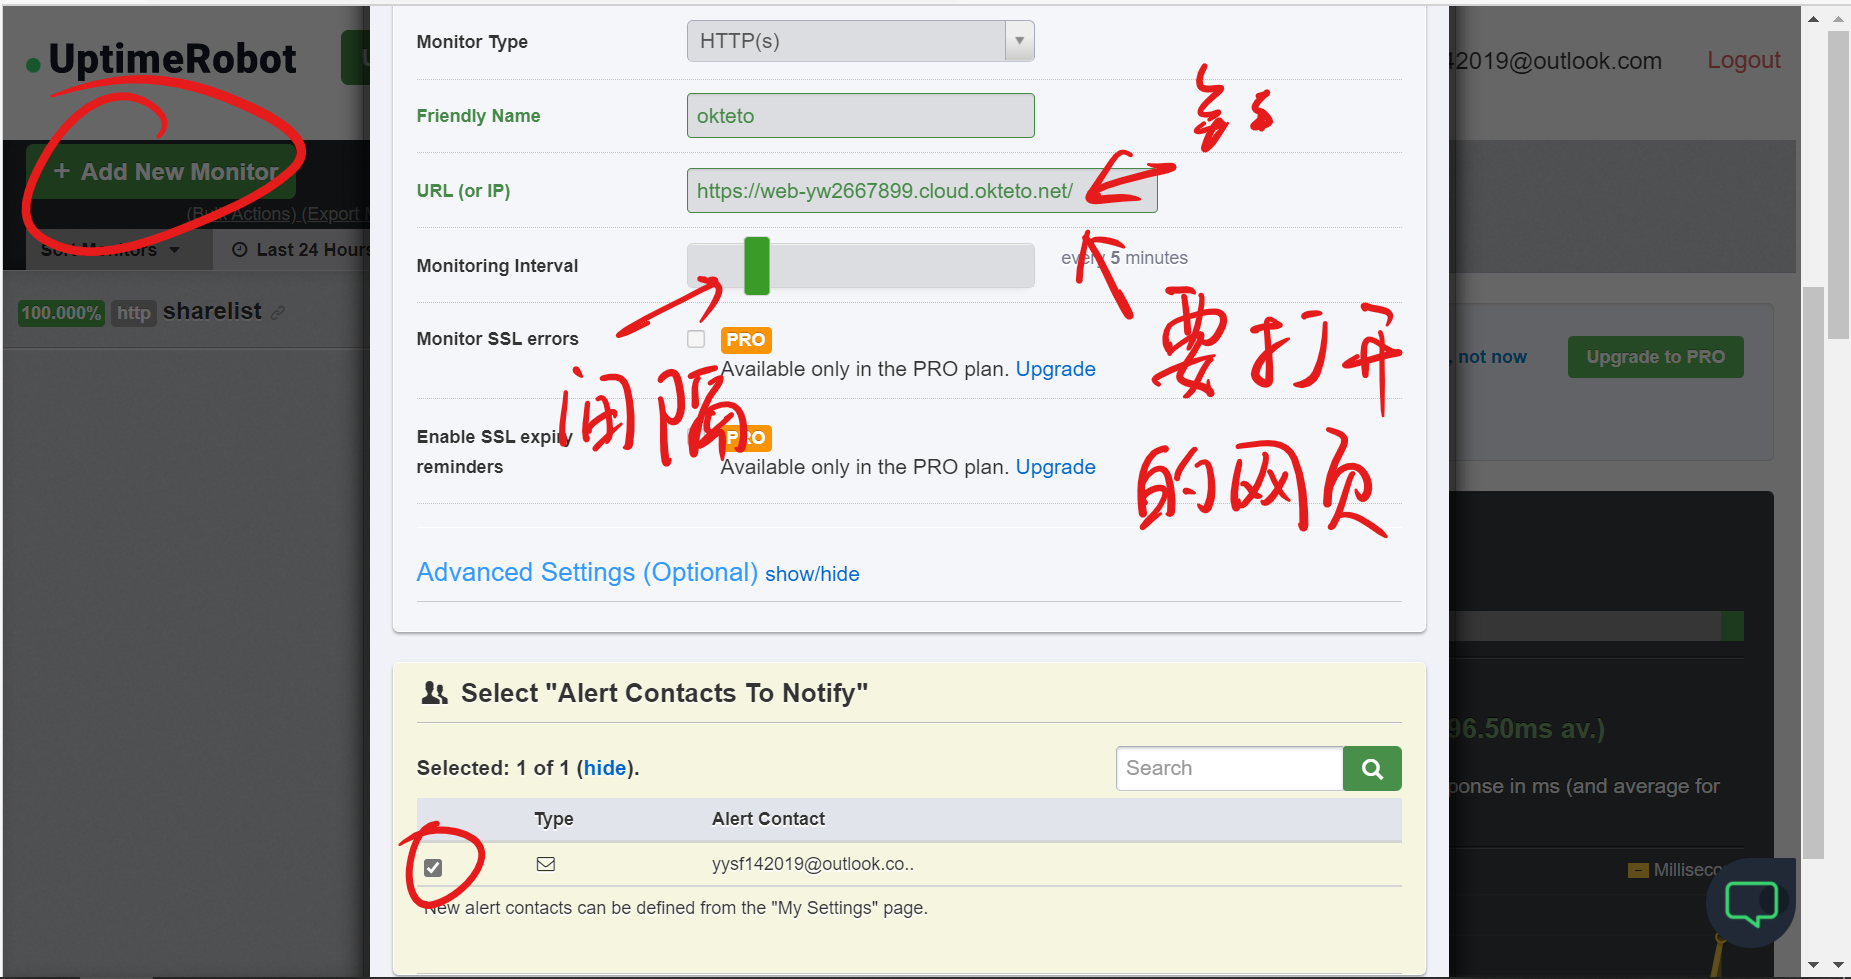 UptimeRobot
+ Add New Monitor
(Bulk Actions) (Export
Sort Monitors
Last 24 Hours
100.000% http sharelist
Monitor Type
HTTP(s)
Friendly Name
okteto
URL (or IP)
https://web-yw2667899.cloud.okteto.net/
Monitoring Interval
every 5 minutes
间隔
要打开
的网页
Monitor SSL errors
PRO
Available only in the PRO plan. Upgrade
Enable SSL expiry
reminders
PRO
Available only in the PRO plan. Upgrade
Advanced Settings (Optional) show/hide
Select "Alert Contacts To Notify"
Selected: 1 of 1 (hide).
Search
Type
Alert Contact
yysf142019@outlook.co..
New alert contacts can be defined from the "My Settings" page.
42019@outlook.com
Logout
not now
Upgrade to PRO
96.50ms av.)
onse in ms (and average for
Milliseco